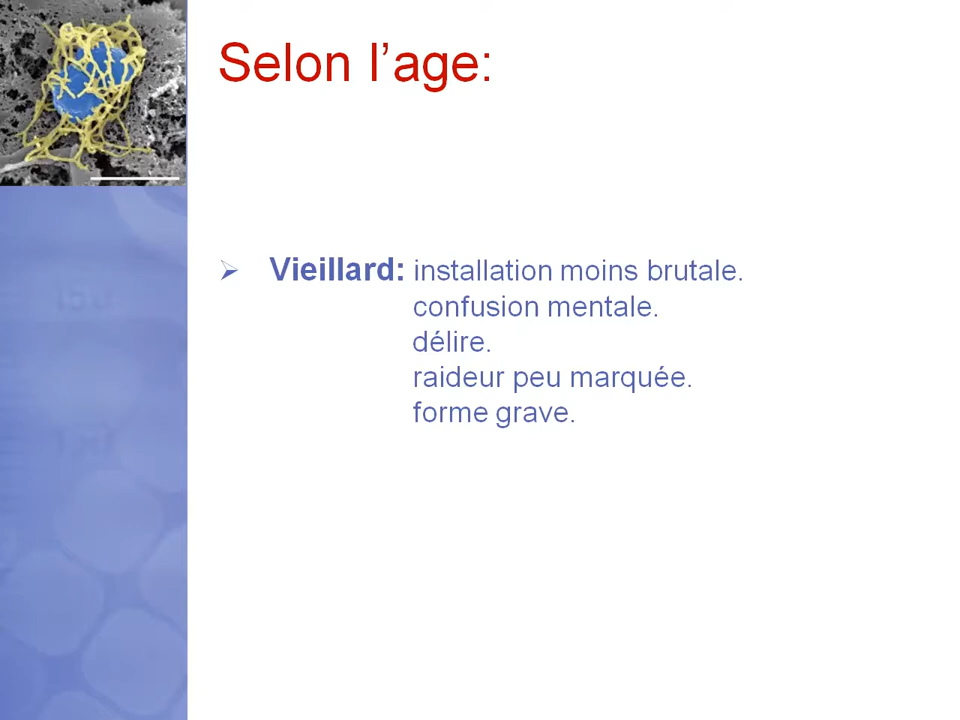 Selon l’age:
Vieillard: installation moins brutale.
confusion mentale.
délire.
raideur peu marquée.
forme grave.